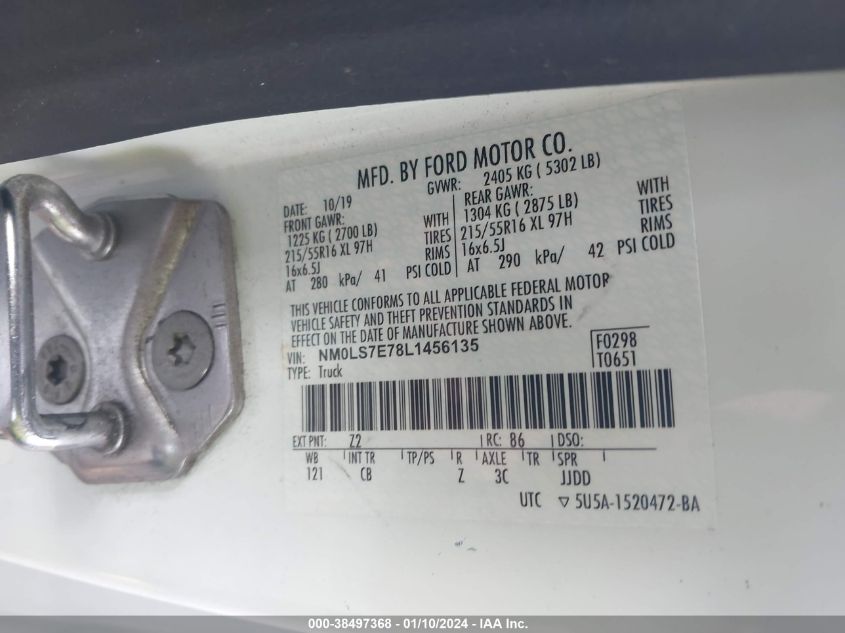 MFD. BY FORD MOTOR CO.
DATE: 10/19 GVWR: 2405 KG ( 5302 LB)
FRONT GAWR: REAR GAWR: WITH
1225 KG ( 2700 LB) WITH 1304 KG ( 2875 LB) TIRES
215/55R16 XL 97H TIRES 215/55R16 XL 97H RIMS
16x6.5J RIMS 16x6.5J
AT 280 kPa/ 41 PSI COLD AT 290 kPa/ 42 PSI COLD
THIS VEHICLE CONFORMS TO ALL APPLICABLE FEDERAL MOTOR
VEHICLE SAFETY AND THEFT PREVENTION STANDARDS IN
EFFECT ON THE DATE OF MANUFACTURE SHOWN ABOVE.
VIN: NM0LS7E78L1456135 F0298
TYPE: Truck T0651
EXT PNT: Z2 RC: 86 DSO:
WB INT TR TP/PS R AXLE TR SPR
121 CB Z 3C JJDD
UTC ▽ 5U5A-1520472-BA
000-38497368 - 01/10/2024 - IAA Inc.